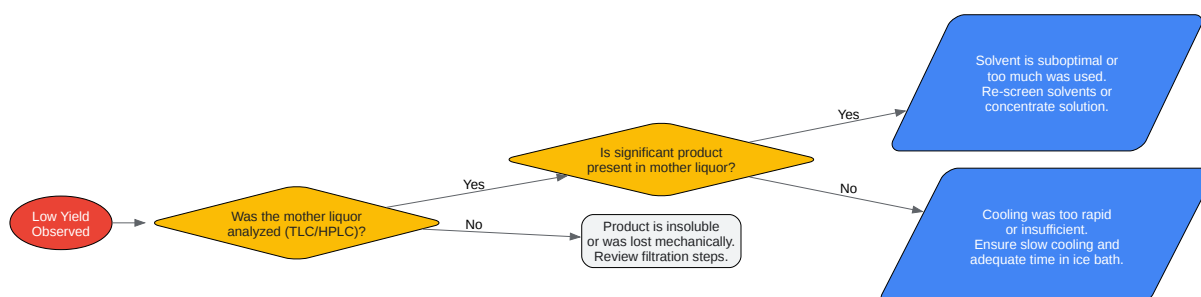 Low Yield
Observed
Was the mother liquor
analyzed (TLC/HPLC)?
Yes
No
Is significant product
present in mother liquor?
Product is insoluble
or was lost mechanically.
Review filtration steps.
Yes
No
Solvent is suboptimal or
too much was used.
Re-screen solvents or
concentrate solution.
Cooling was too rapid
or insufficient.
Ensure slow cooling and
adequate time in ice bath.